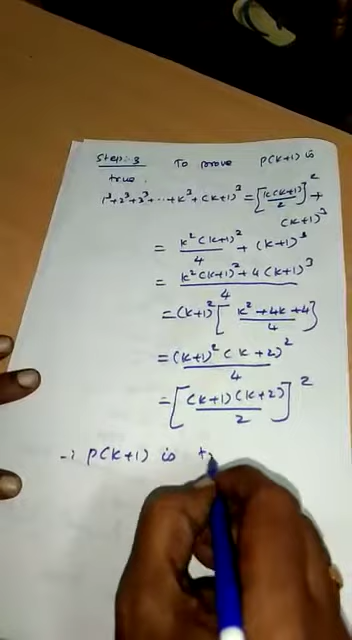 Step:- 3 To prove P(k+1) is
true.
1³+2³+3³+...+k³+(k+1)³ = [k(k+1)/2]² +
(k+1)³
= k²(k+1)²/4 + (k+1)³
= k²(k+1)²+4(k+1)³/4
= (k+1)² [k²+4k+4/4]
= (k+1)²(k+2)²/4
= [(k+1)(k+2)/2]²
∴ P(k+1) is